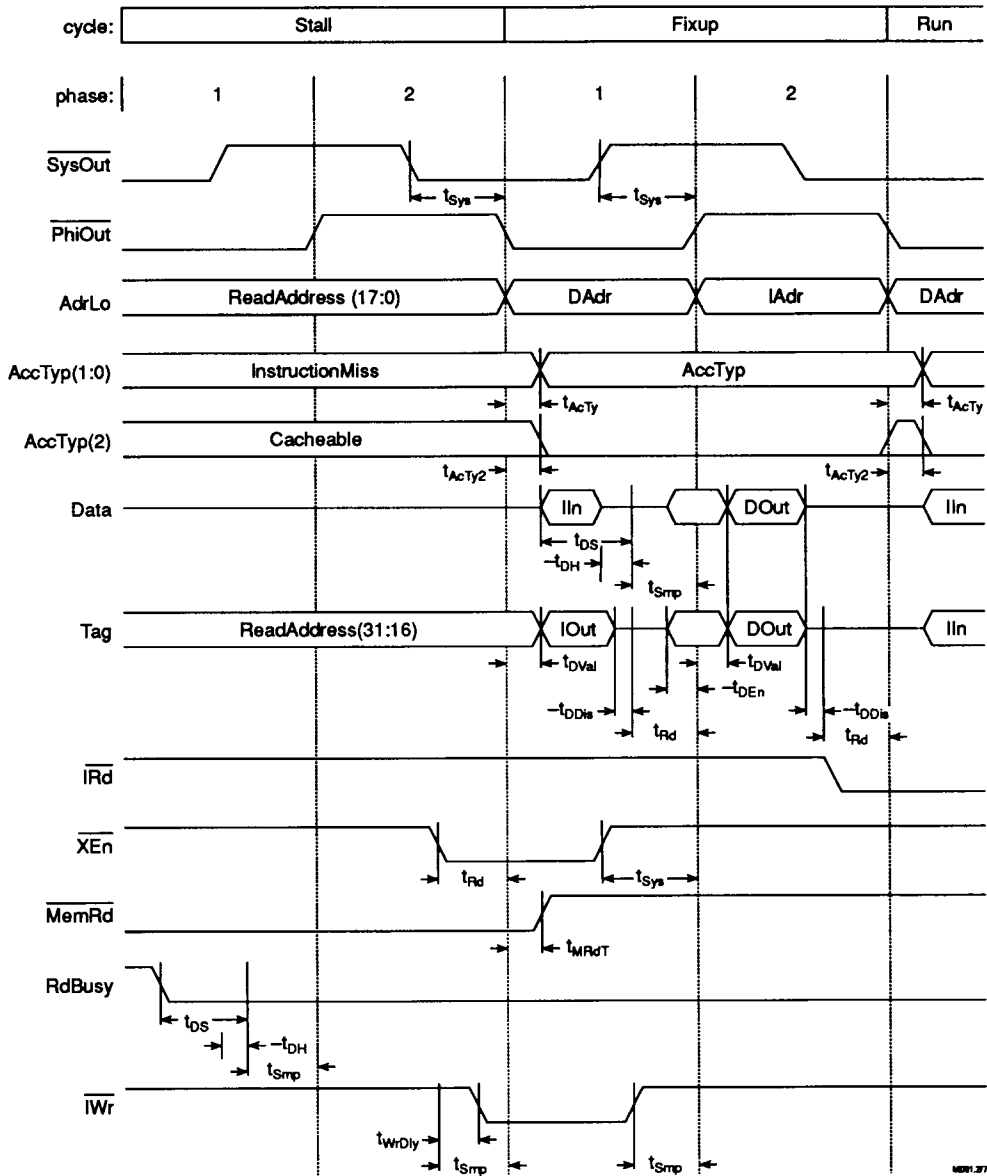 cycle: Stall Fixup Run
phase: 1 2 1 2
SysOut
tSys tSys
PhiOut
AdrLo ReadAddress (17:0) DAdr IAdr DAdr
AccTyp(1:0) InstructionMiss AccTyp
tAcTy tAcTy
AccTyp(2) Cacheable
tAcTy2 tAcTy2
Data IIn DOut IIn
tDS
–tDH
tSmp
Tag ReadAddress(31:16) IOut DOut IIn
tDVal tDVal
–tDEn
–tDDis –tDDis
tRd tRd
IRd
XEn
tRd tSys
MemRd
tMRdT
RdBusy
tDS
–tDH
tSmp
IWr
tWrDly
tSmp tSmp